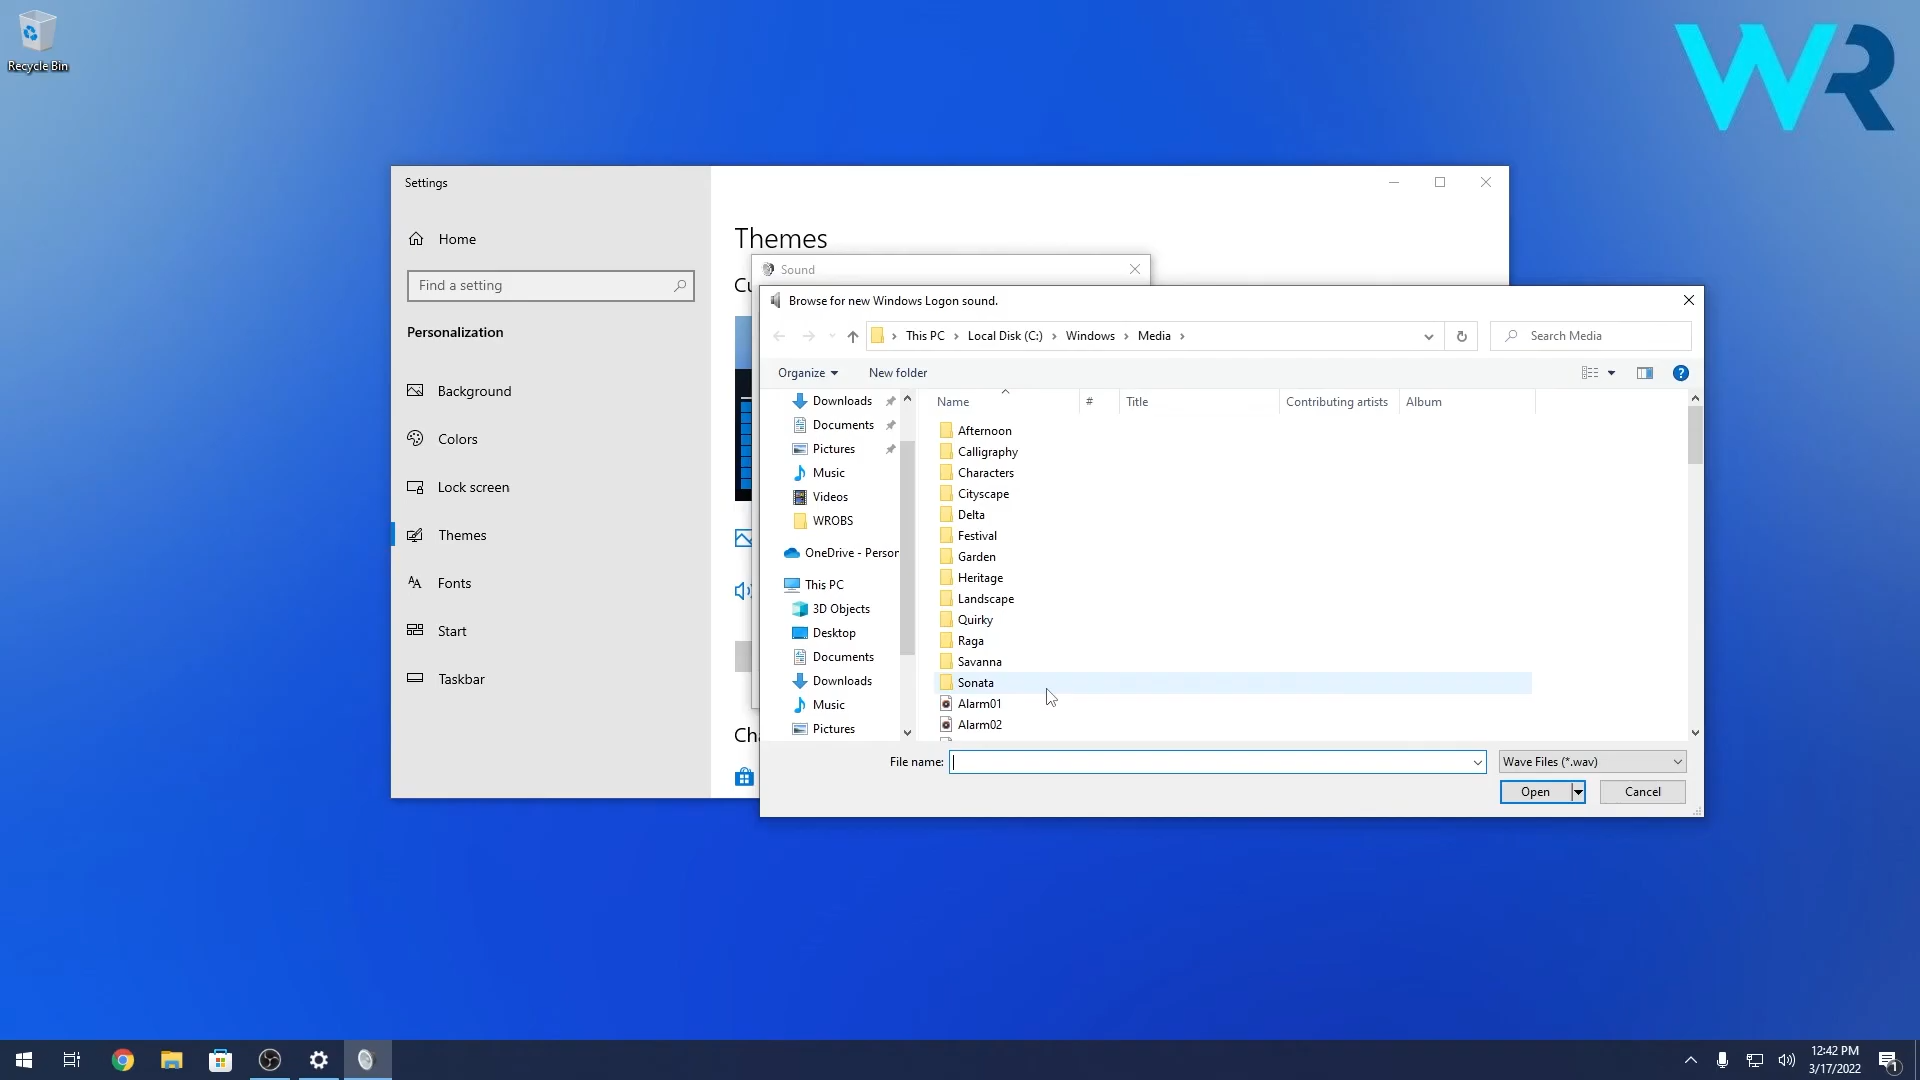 Recycle Bin
WR
Settings
Home
Find a setting
Personalization
Background
Colors
Lock screen
Themes
Fonts
Start
Taskbar
Themes
Sound
Browse for new Windows Logon sound.
This PC > Local Disk (C:) > Windows > Media >
Search Media
Organize
New folder
Downloads
Documents
Pictures
Music
Videos
WROBS
OneDrive - Person
This PC
3D Objects
Desktop
Documents
Downloads
Music
Pictures
Name # Title Contributing artists Album
Afternoon
Calligraphy
Characters
Cityscape
Delta
Festival
Garden
Heritage
Landscape
Quirky
Raga
Savanna
Sonata
Alarm01
Alarm02
File name:
Wave Files (*.wav)
Open
Cancel
12:42 PM
3/17/2022
1